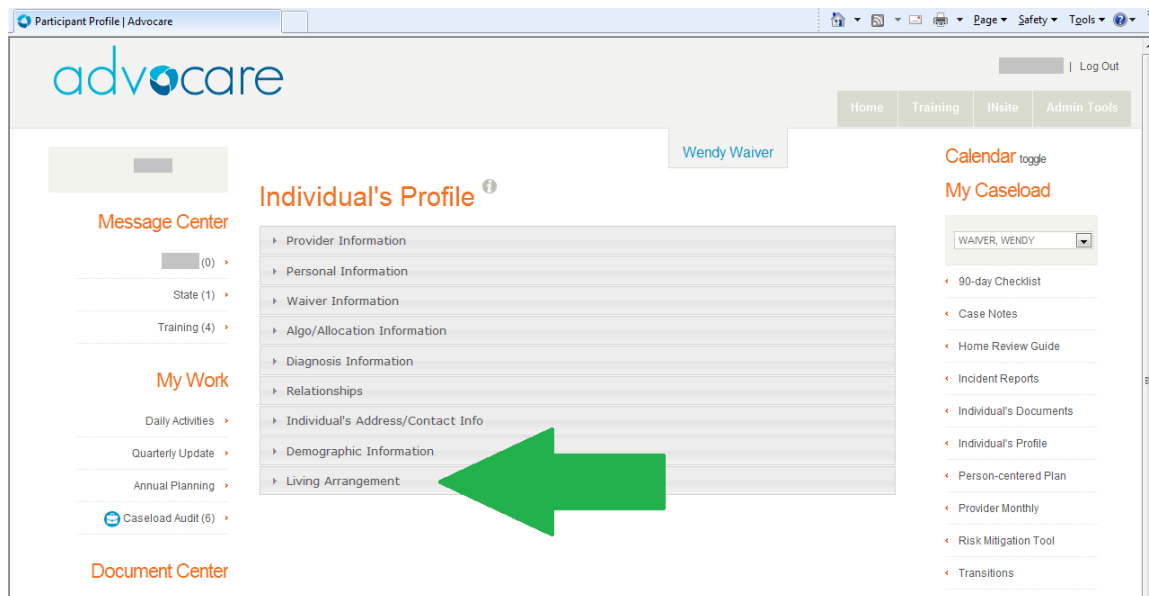 Participant Profile | Advocare
Page Safety Tools
advocare
| Log Out
Home Training INsite Admin Tools
Wendy Waiver
Message Center
(0)
State (1)
Training (4)
My Work
Daily Activities
Quarterly Update
Annual Planning
Caseload Audit (6)
Document Center
Individual's Profile
Provider Information
Personal Information
Waiver Information
Algo/Allocation Information
Diagnosis Information
Relationships
Individual's Address/Contact Info
Demographic Information
Living Arrangement
Calendar toggle
My Caseload
WAIVER, WENDY
90-day Checklist
Case Notes
Home Review Guide
Incident Reports
Individual's Documents
Individual's Profile
Person-centered Plan
Provider Monthly
Risk Mitigation Tool
Transitions